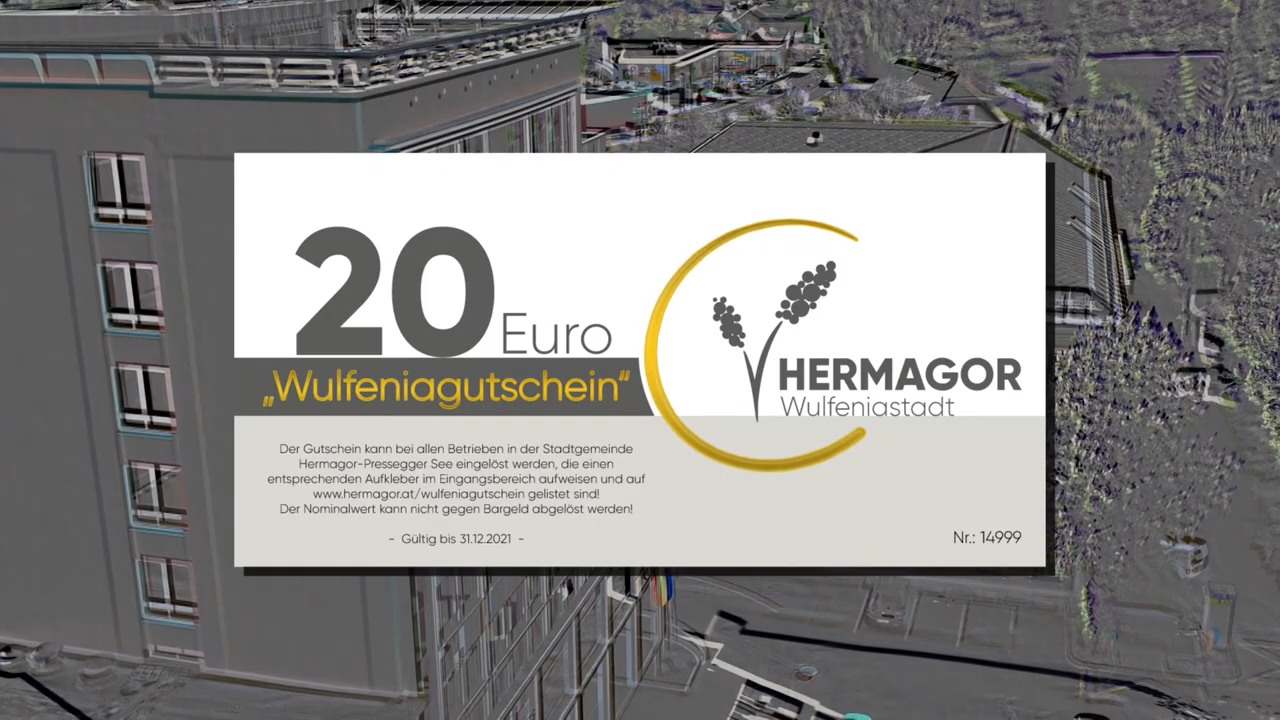 20 Euro
„Wulfeniagutschein“
HERMAGOR
Wulfeniastadt
Der Gutschein kann bei allen Betrieben in der Stadtgemeinde
Hermagor-Pressegger See eingelöst werden, die einen
entsprechenden Aufkleber im Eingangsbereich aufweisen und auf
www.hermagor.at/wulfeniagutschein gelistet sind!
Der Nominalwert kann nicht gegen Bargeld abgelöst werden!
- Gültig bis 31.12.2021 -
Nr.: 14999